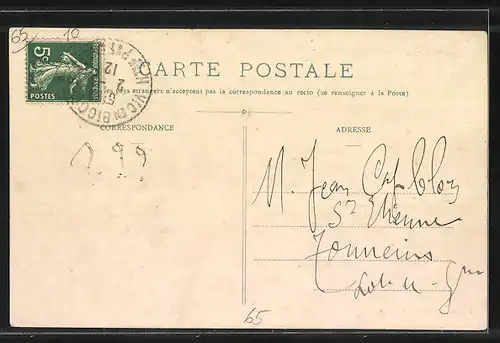 65 10
5c
POSTES
CARTE POSTALE
pays étrangers n'acceptent pas la correspondance au recto (se renseigner à la Poste)
CORRESPONDANCE
ADRESSE
M. Jean
St Etienne
Tonneins
Lot-et-Gne
65